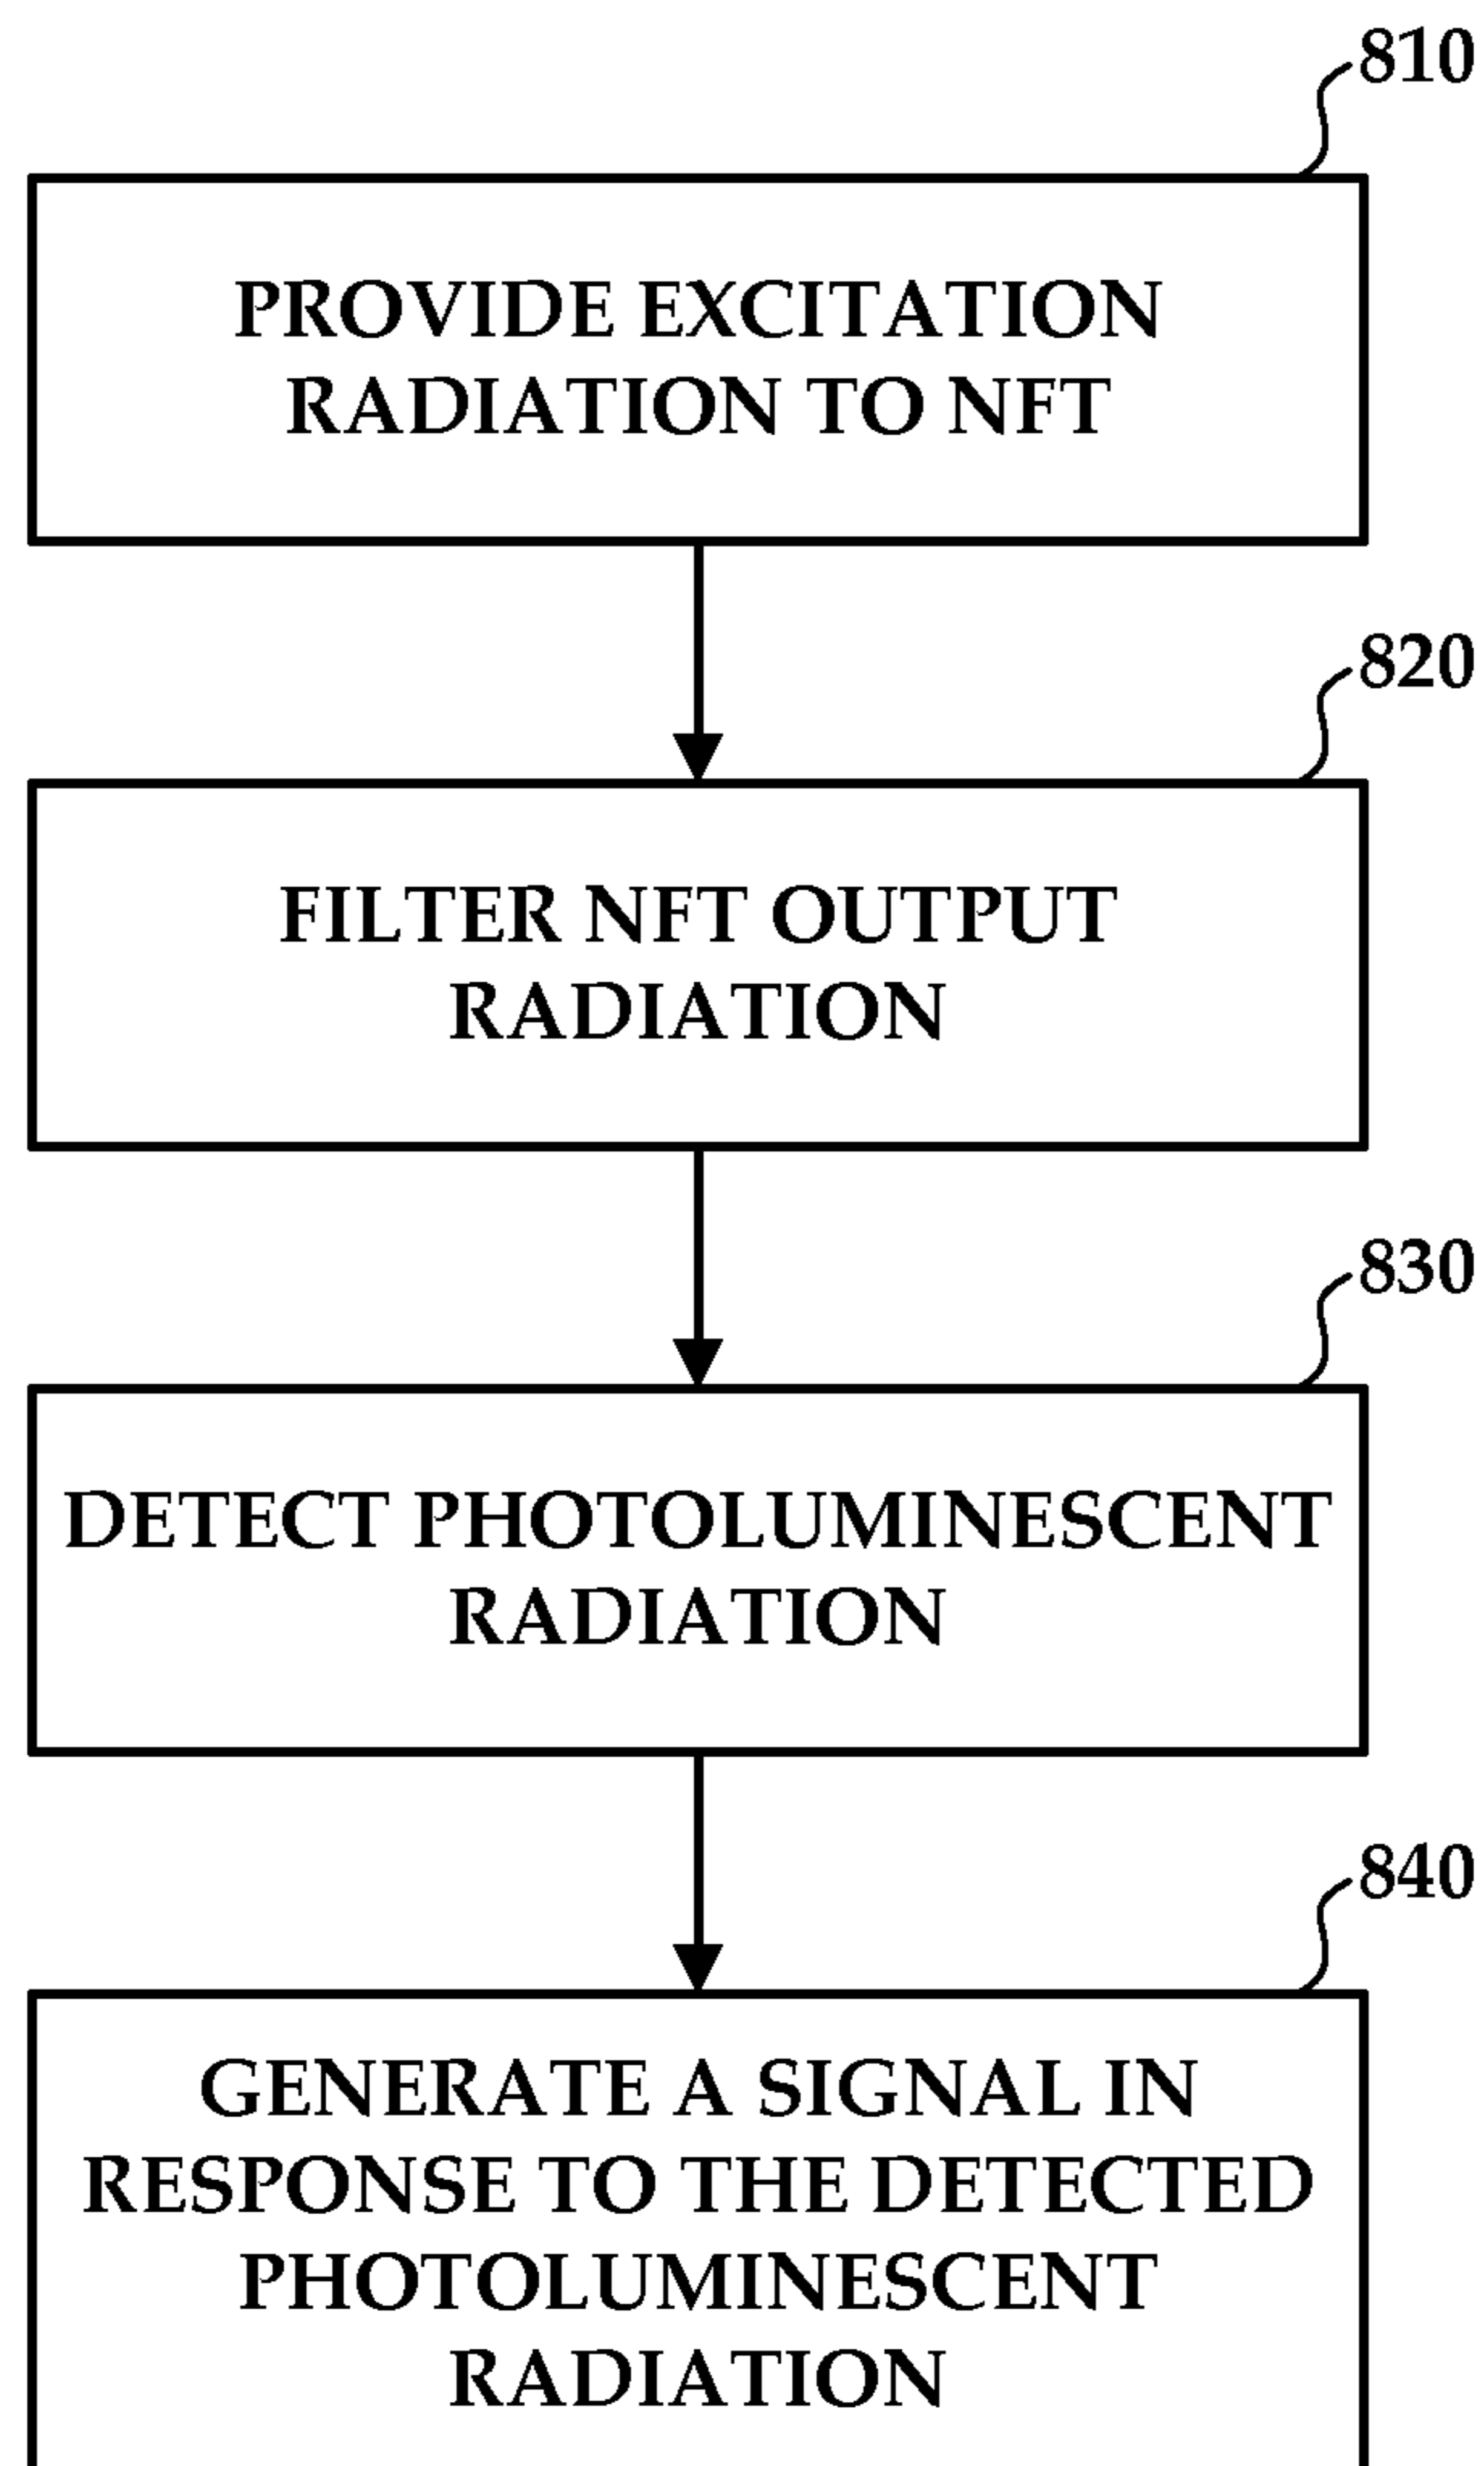 810
PROVIDE EXCITATION
RADIATION TO NFT
820
FILTER NFT OUTPUT
RADIATION
830
DETECT PHOTOLUMINESCENT
RADIATION
840
GENERATE A SIGNAL IN
RESPONSE TO THE DETECTED
PHOTOLUMINESCENT
RADIATION